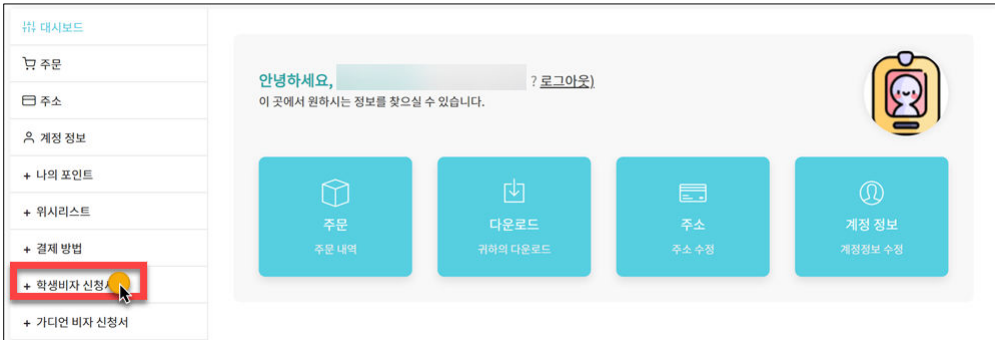 대시보드
주문
주소
계정 정보
+ 나의 포인트
+ 위시리스트
+ 결제 방법
+ 학생비자 신청
+ 가디언 비자 신청서
안녕하세요,
? 로그아웃)
이 곳에서 원하시는 정보를 찾으실 수 있습니다.
주문
주문 내역
다운로드
귀하의 다운로드
주소
주소 수정
계정 정보
계정정보 수정